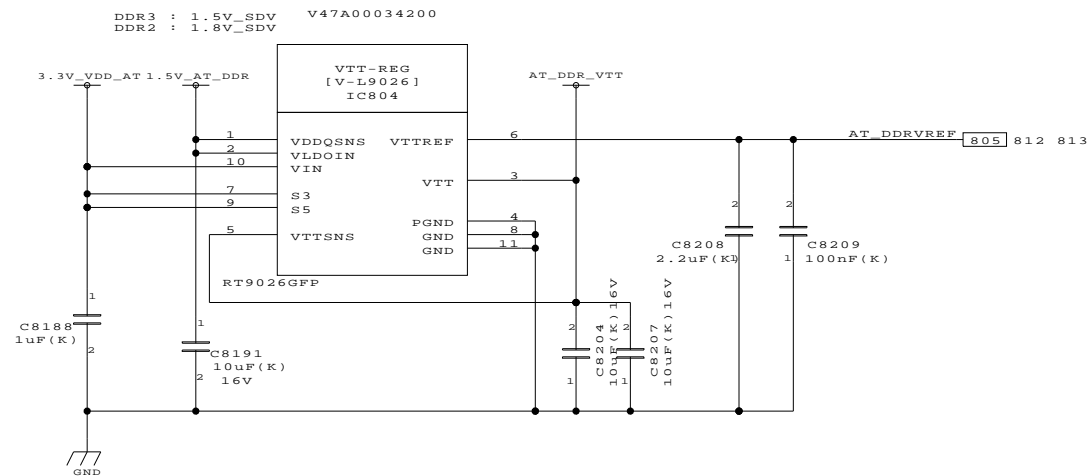 DDR3 : 1.5V_SDV V47A00034200
DDR2 : 1.8V_SDV
3.3V_VDD_AT 1.5V_AT_DDR
VTT-REG
[V-L9026]
IC804
AT_DDR_VTT
1 VDDQSNS VTTREF 6
AT_DDRVREF 805 812 813
2 VLDOIN
10 VIN
VTT 3
7 S3
9 S5
PGND 4
5 VTTSNS GND 8
GND 11
RT9026GFP
2
C8208
2.2uF(K)
1
2
C8209
100nF(K)
1
1
C8188
1uF(K)
2
1
C8191
10uF(K)
16V
2
2
C8204
10uF(K)16V
1
2
C8207
10uF(K)16V
1
GND